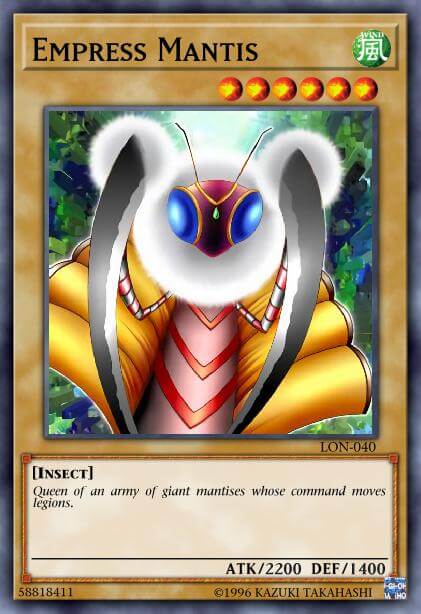 EMPRESS MANTIS
WIND
風
LON-040
[INSECT]
Queen of an army of giant mantises whose command moves
legions.
ATK/2200 DEF/1400
58818411
©1996 KAZUKI TAKAHASHI